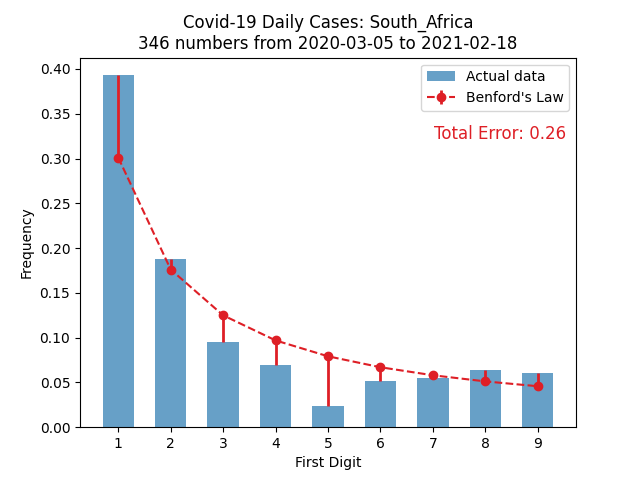 Covid-19 Daily Cases: South_Africa
346 numbers from 2020-03-05 to 2021-02-18
Actual data
Benford's Law
Total Error: 0.26
Frequency
0.40
0.35
0.30
0.25
0.20
0.15
0.10
0.05
0.00
1 2 3 4 5 6 7 8 9
First Digit